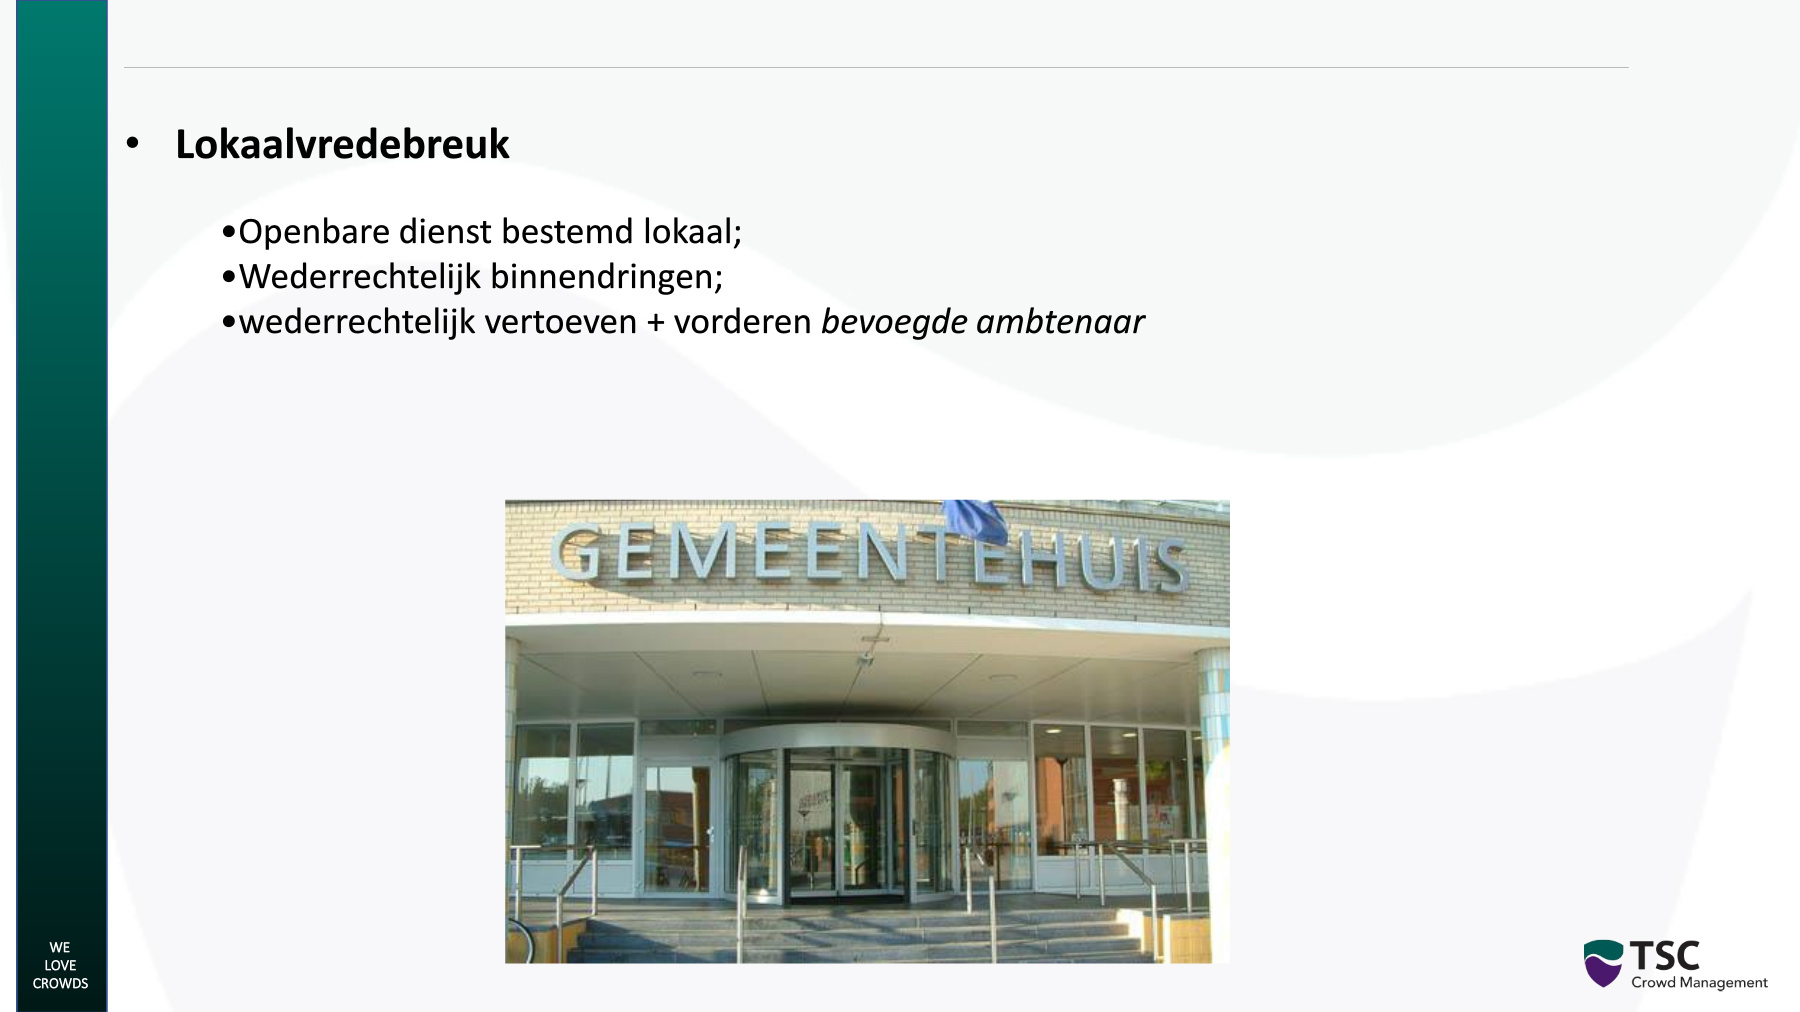 • Lokaalvredebreuk
•Openbare dienst bestemd lokaal;
•Wederrechtelijk binnendringen;
•wederrechtelijk vertoeven + vorderen bevoegde ambtenaar
GEMEENTEHUIS
WE
LOVE
CROWDS
TSC
Crowd Management